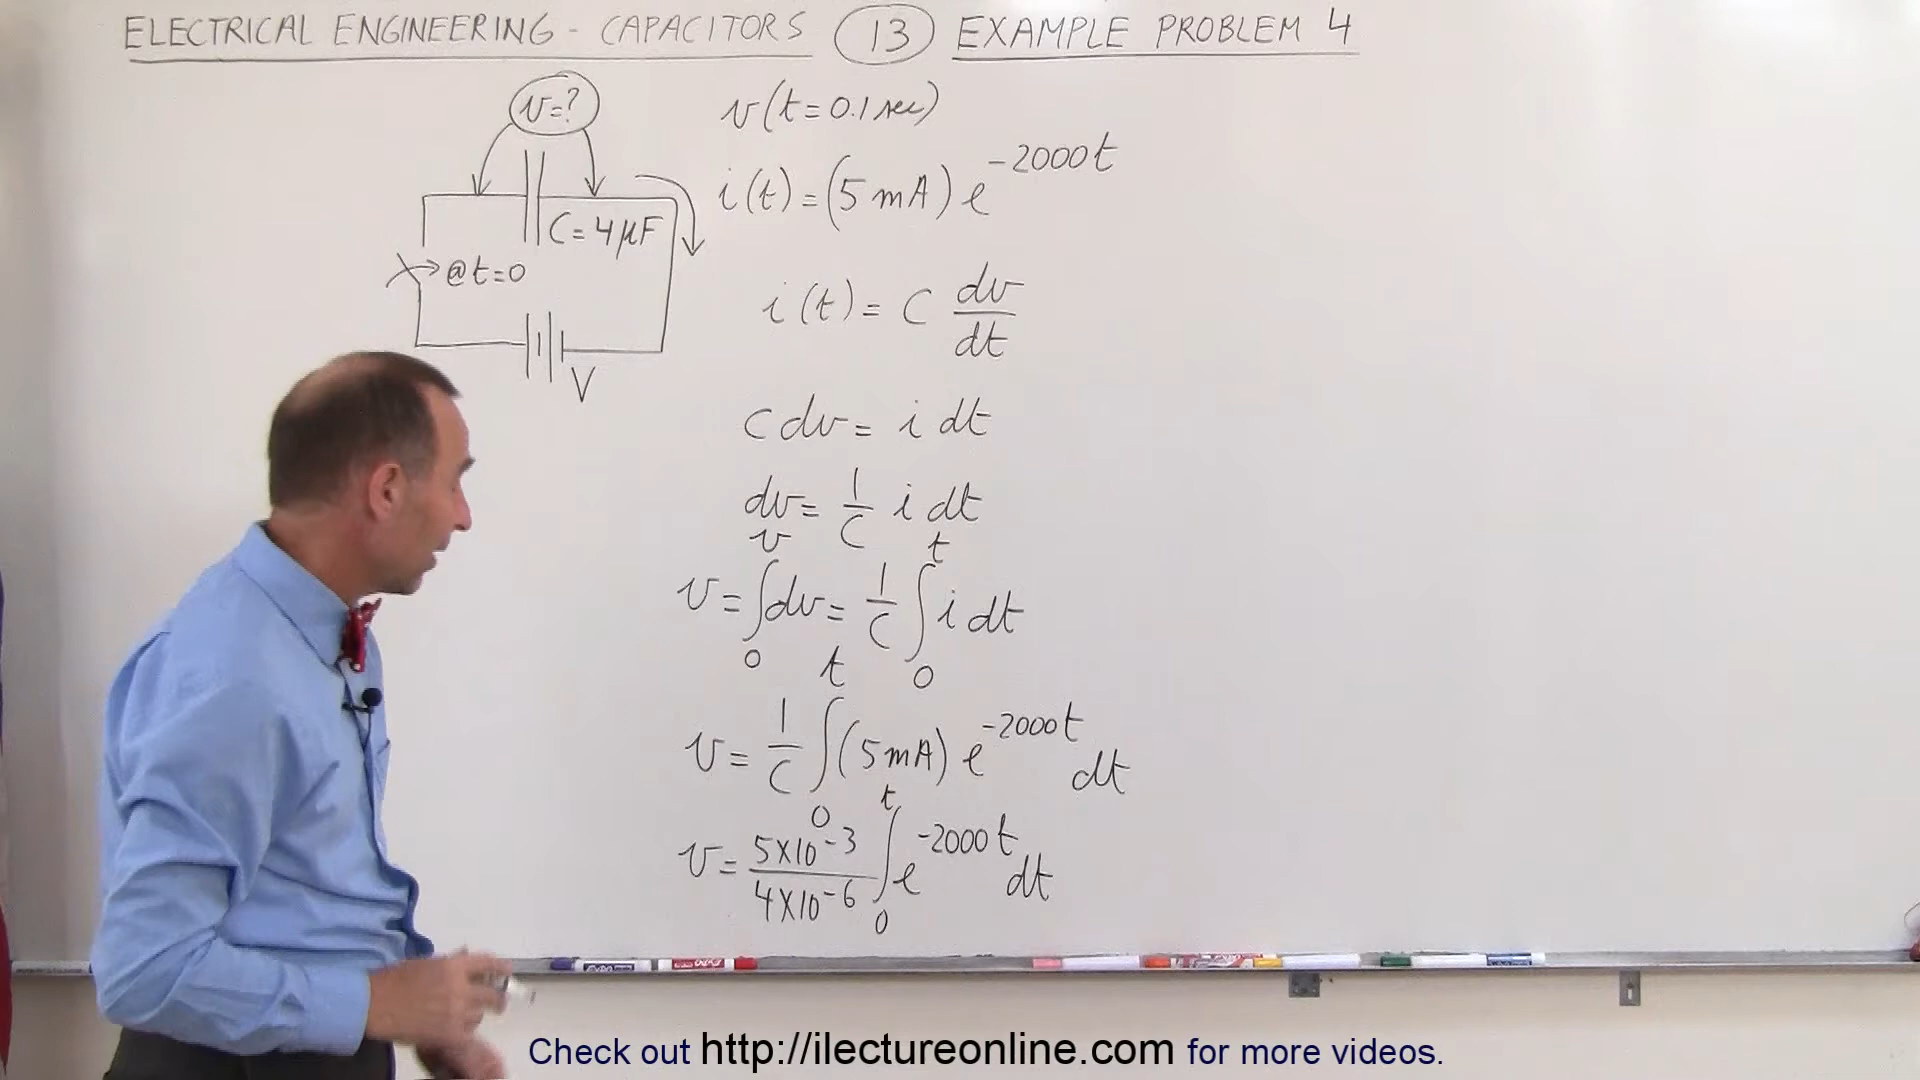 ELECTRICAL ENGINEERING - CAPACITORS 13 EXAMPLE PROBLEM 4
v=?
C=4μF
@t=0
V
v(t=0.1 sec)
i(t)=(5 mA) e^-2000t
i(t)= C dv/dt
C dv= i dt
dv= 1/C i dt
v= ∫₀^v dv= 1/C ∫₀^t i dt
v= 1/C ∫₀^t (5 mA) e^-2000t dt
v= 5X10^-3/4X10^-6 ∫₀^t e^-2000t dt
Check out http://ilectureonline.com for more videos.